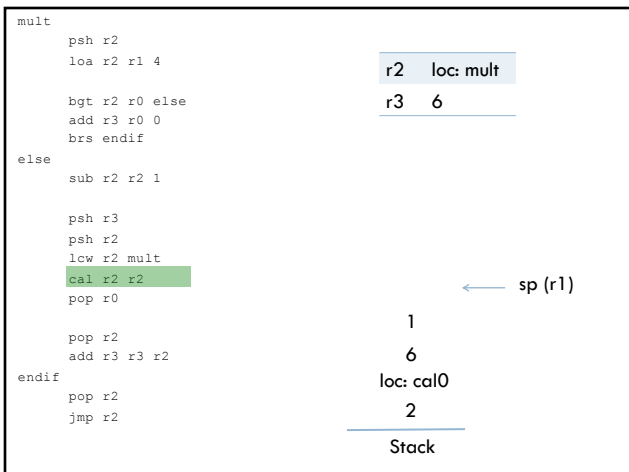 mult
psh r2
loa r2 r1 4
bgt r2 r0 else
add r3 r0 0
brs endif
else
sub r2 r2 1
psh r3
psh r2
lcw r2 mult
cal r2 r2
pop r0
pop r2
add r3 r3 r2
endif
pop r2
jmp r2
r2 loc: mult
r3 6
sp (r1)
1
6
loc: cal0
2
Stack